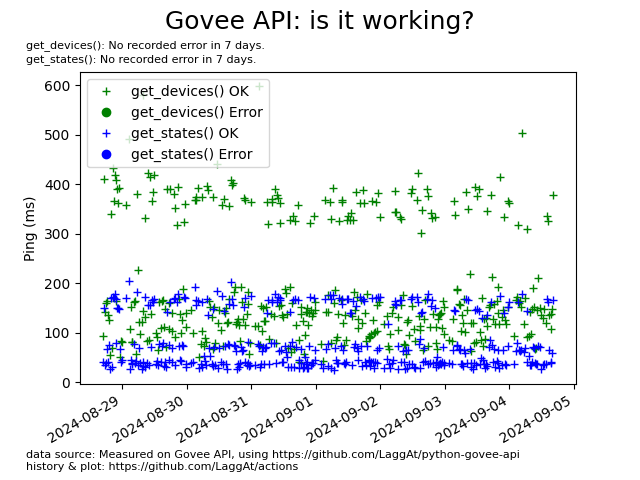 Govee API: is it working?
get_devices(): No recorded error in 7 days.
get_states(): No recorded error in 7 days.
get_devices() OK
get_devices() Error
get_states() OK
get_states() Error
Ping (ms)
600
500
400
300
200
100
0
2024-08-29
2024-08-30
2024-08-31
2024-09-01
2024-09-02
2024-09-03
2024-09-04
2024-09-05
data source: Measured on Govee API, using https://github.com/LaggAt/python-govee-api
history & plot: https://github.com/LaggAt/actions